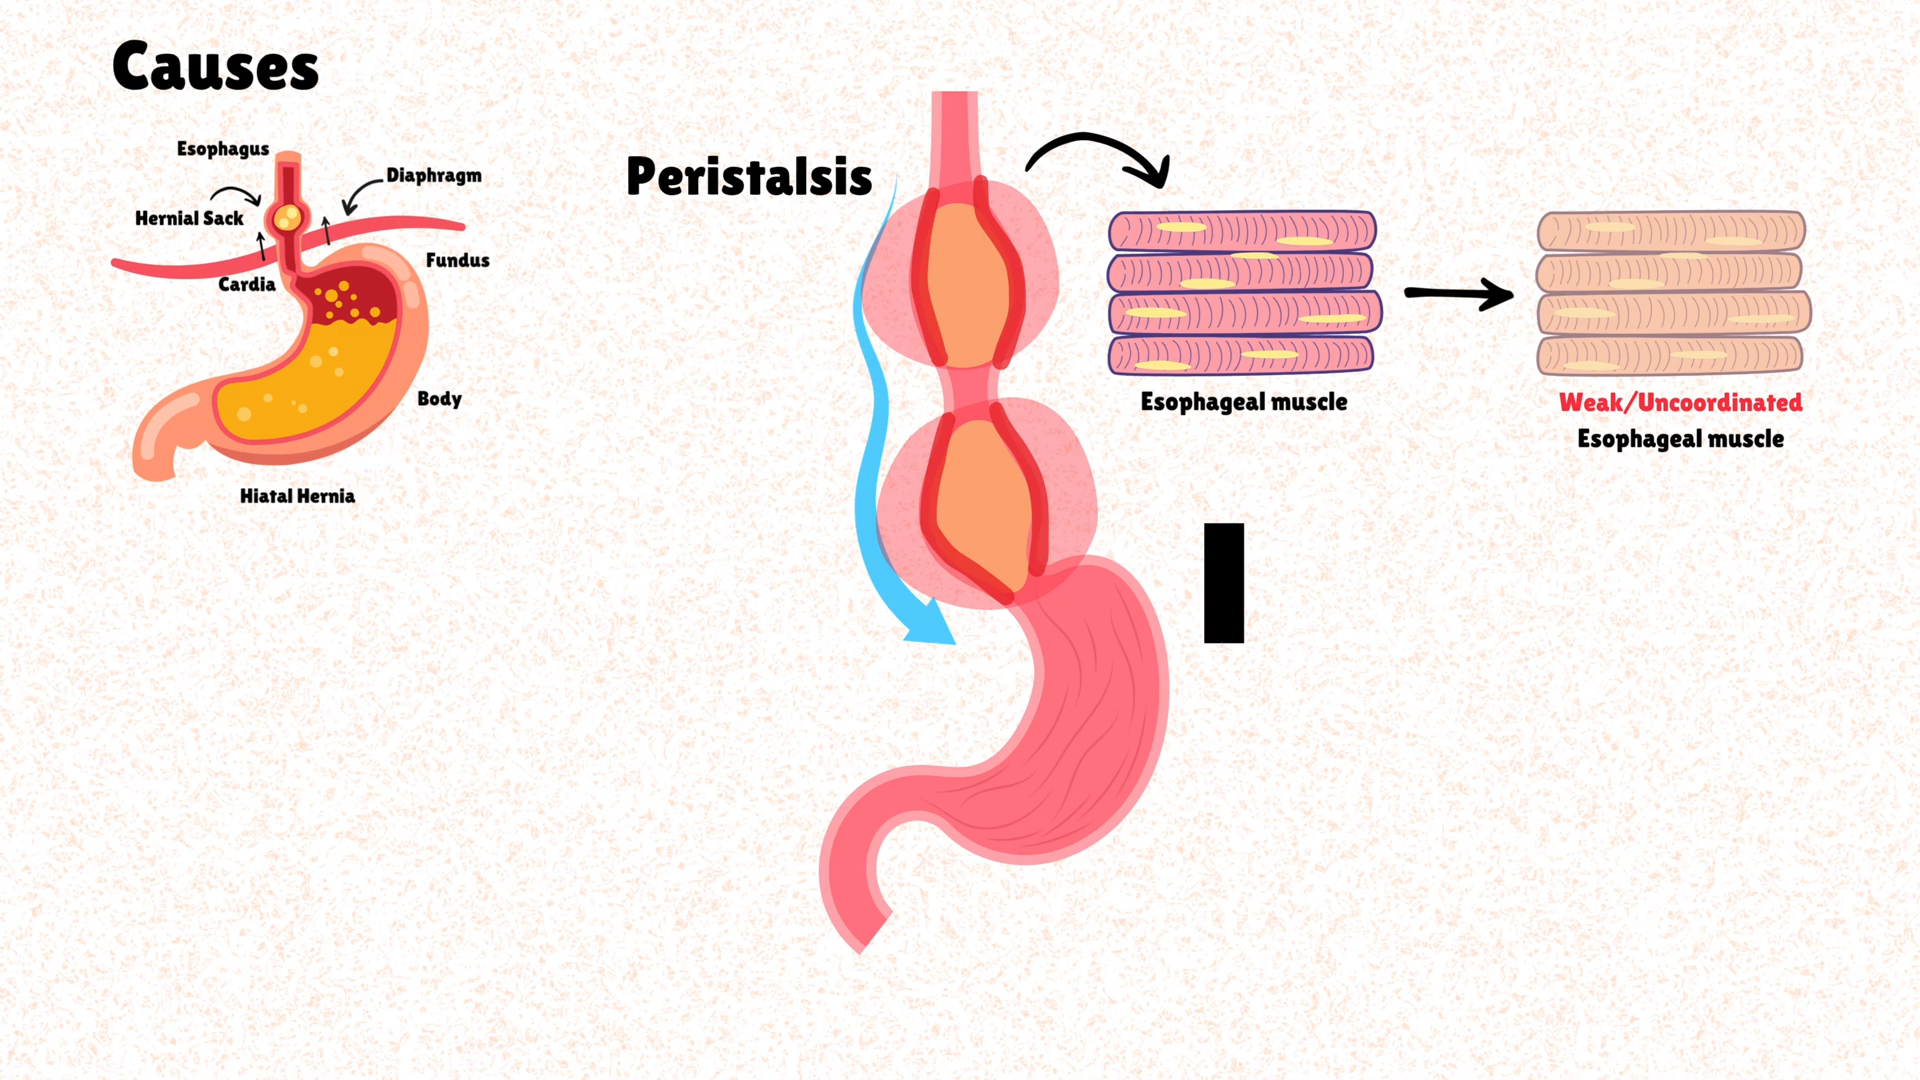 Causes
Esophagus
Diaphragm
Hernial Sack
Fundus
Cardia
Body
Hiatal Hernia
Peristalsis
Esophageal muscle
Weak/Uncoordinated
Esophageal muscle